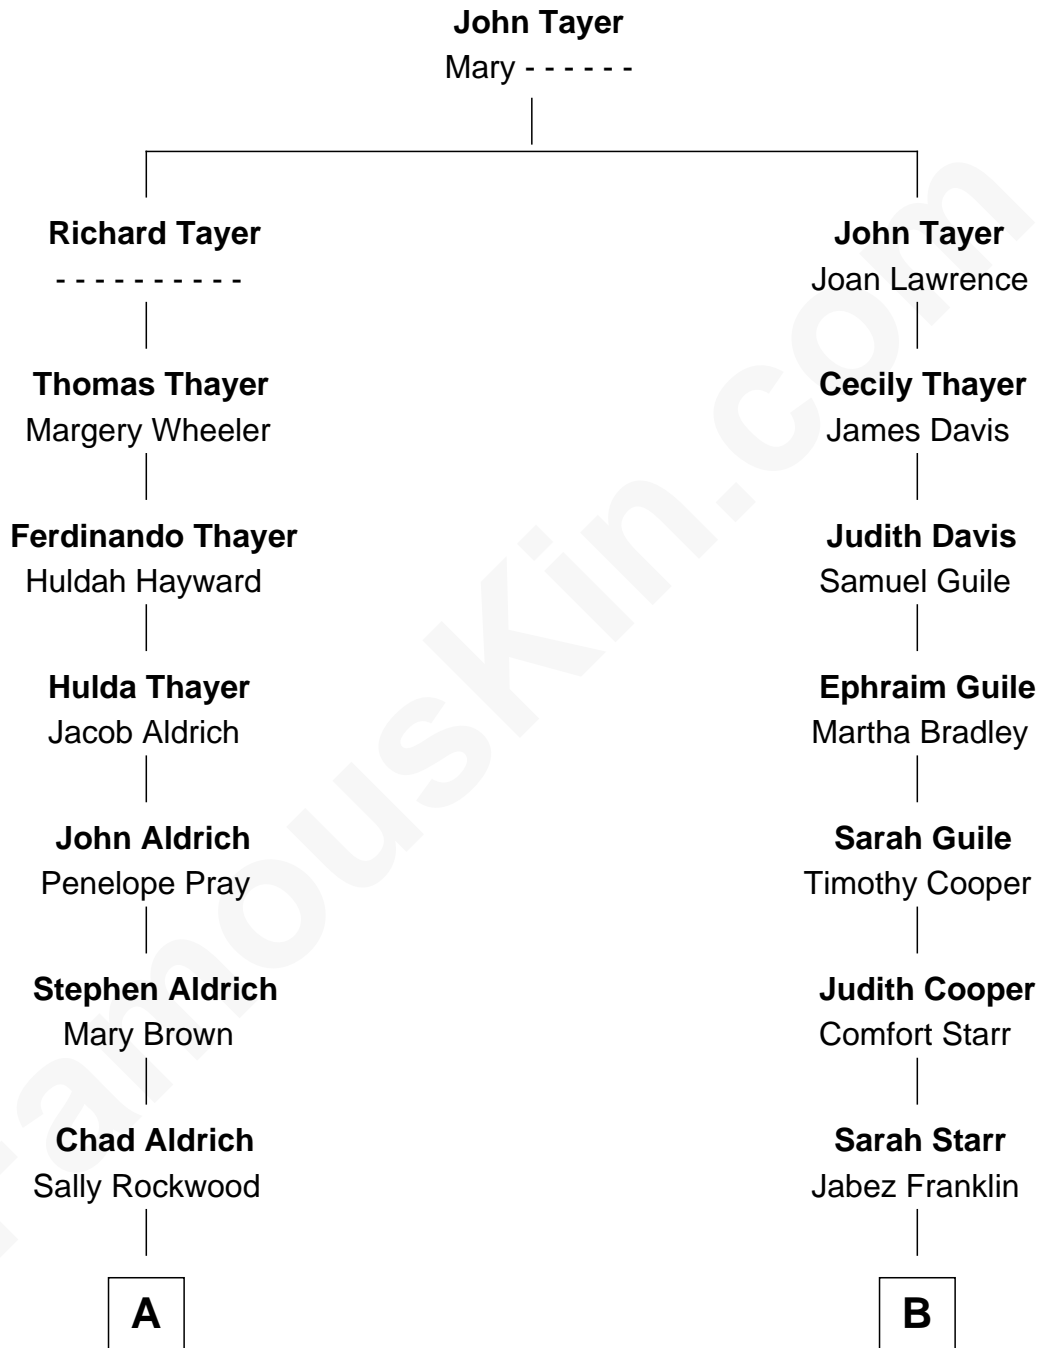 John Tayer
Mary - - - - - -
Richard Tayer
- - - - - - - - - -
John Tayer
Joan Lawrence
Thomas Thayer
Margery Wheeler
Cecily Thayer
James Davis
Ferdinando Thayer
Huldah Hayward
Judith Davis
Samuel Guile
Hulda Thayer
Jacob Aldrich
Ephraim Guile
Martha Bradley
John Aldrich
Penelope Pray
Sarah Guile
Timothy Cooper
Stephen Aldrich
Mary Brown
Judith Cooper
Comfort Starr
Chad Aldrich
Sally Rockwood
Sarah Starr
Jabez Franklin
A
B
FamousKin.com